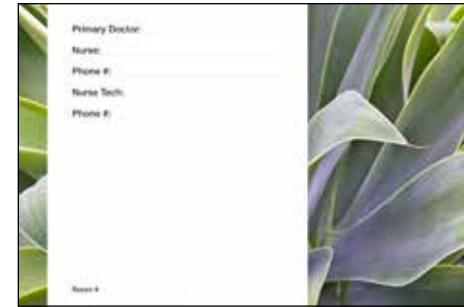 Primary Doctor:
Nurse:
Phone #:
Nurse Tech:
Phone #:
Room #